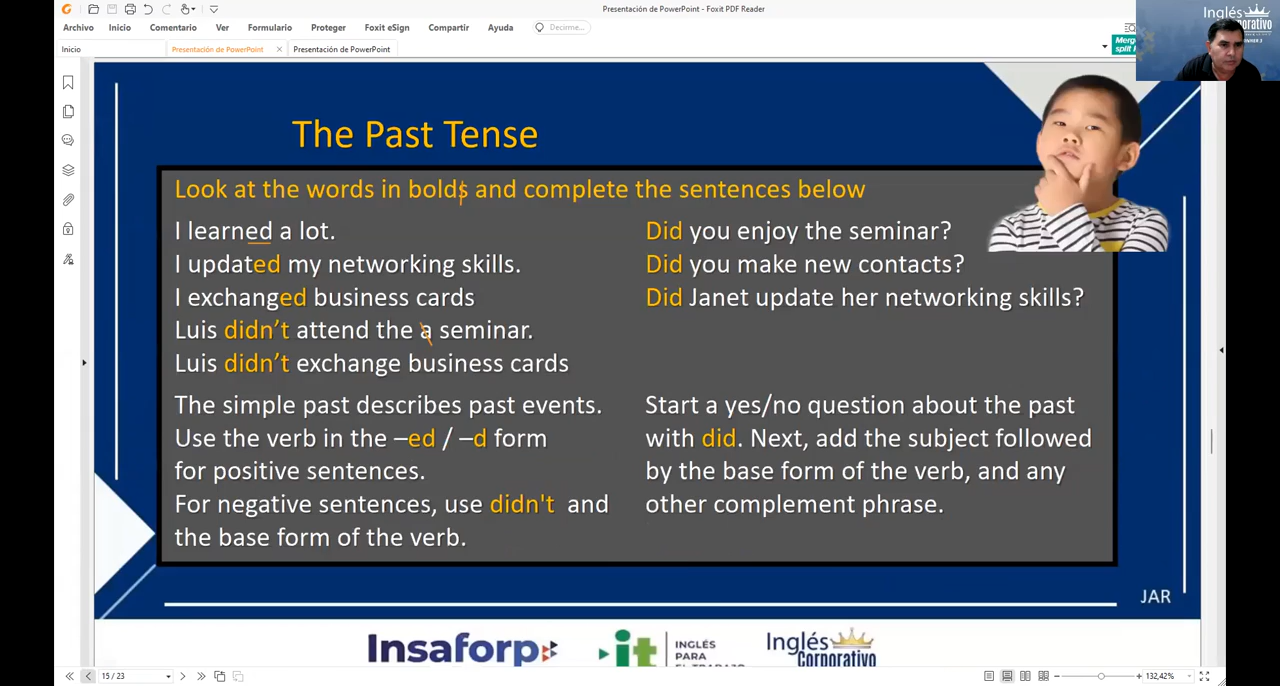 Presentación de PowerPoint - Foxit PDF Reader
Archivo Inicio Comentario Ver Formulario Proteger Foxit eSign Compartir Ayuda Decirme...
Inicio Presentación de PowerPoint Presentación de PowerPoint
Inglés
Corporativo
The Past Tense
Look at the words in bolds and complete the sentences below
I learned a lot.
I updated my networking skills.
I exchanged business cards
Luis didn't attend the a seminar.
Luis didn't exchange business cards
Did you enjoy the seminar?
Did you make new contacts?
Did Janet update her networking skills?
The simple past describes past events.
Use the verb in the –ed / –d form
for positive sentences.
For negative sentences, use didn't and
the base form of the verb.
Start a yes/no question about the past
with did. Next, add the subject followed
by the base form of the verb, and any
other complement phrase.
JAR
Insaforp
it
INGLÉS
PARA
EL TRABAJO
Inglés
Corporativo
15 / 23
132,42%